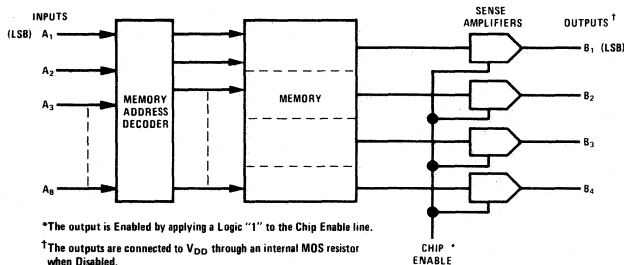 INPUTS
SENSE
AMPLIFIERS
OUTPUTS†
(LSB) A1
B1 (LSB)
A2
A3
MEMORY
ADDRESS
DECODER
MEMORY
B2
B3
A8
B4
*The output is Enabled by applying a Logic "1" to the Chip Enable line.
†The outputs are connected to VDD through an internal MOS resistor
when Disabled.
CHIP *
ENABLE